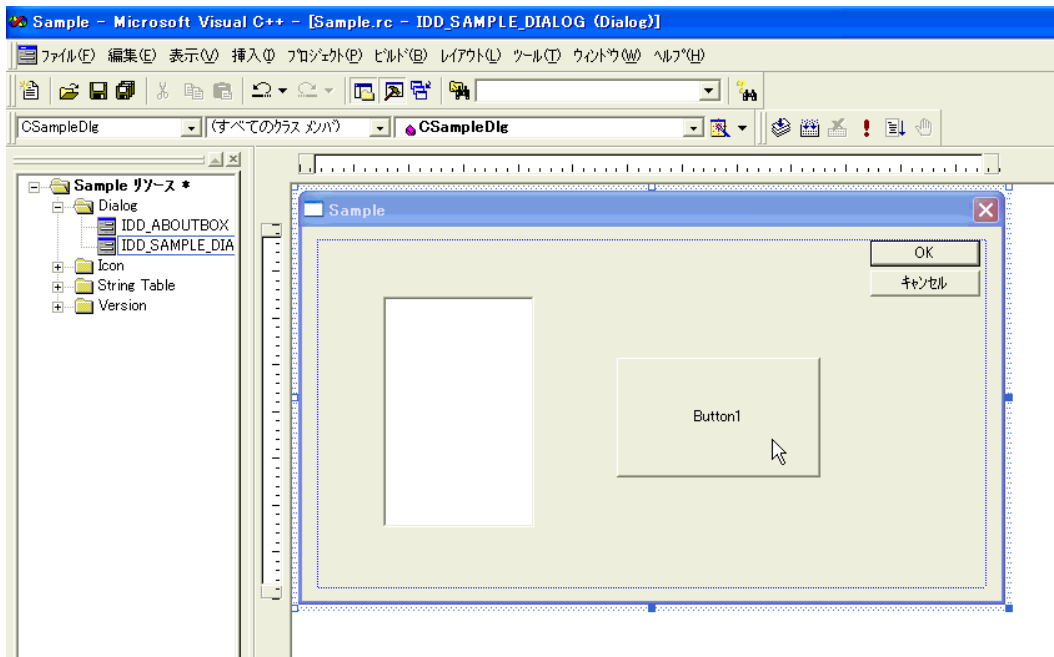 Sample - Microsoft Visual C++ - [Sample.rc - IDD_SAMPLE_DIALOG (Dialog)]
ﾌｧｲﾙ(F) 編集(E) 表示(V) 挿入(I) ﾌﾟﾛｼﾞｪｸﾄ(P) ﾋﾞﾙﾄﾞ(B) ﾚｲｱｳﾄ(L) ﾂｰﾙ(T) ｳｨﾝﾄﾞｳ(W) ﾍﾙﾌﾟ(H)
CSampleDlg (すべてのｸﾗｽ ﾒﾝﾊﾞ) CSampleDlg
Sample ﾘｿｰｽ *
Dialog
IDD_ABOUTBOX
IDD_SAMPLE_DIA
Icon
String Table
Version
Sample
OK
ｷｬﾝｾﾙ
Button1